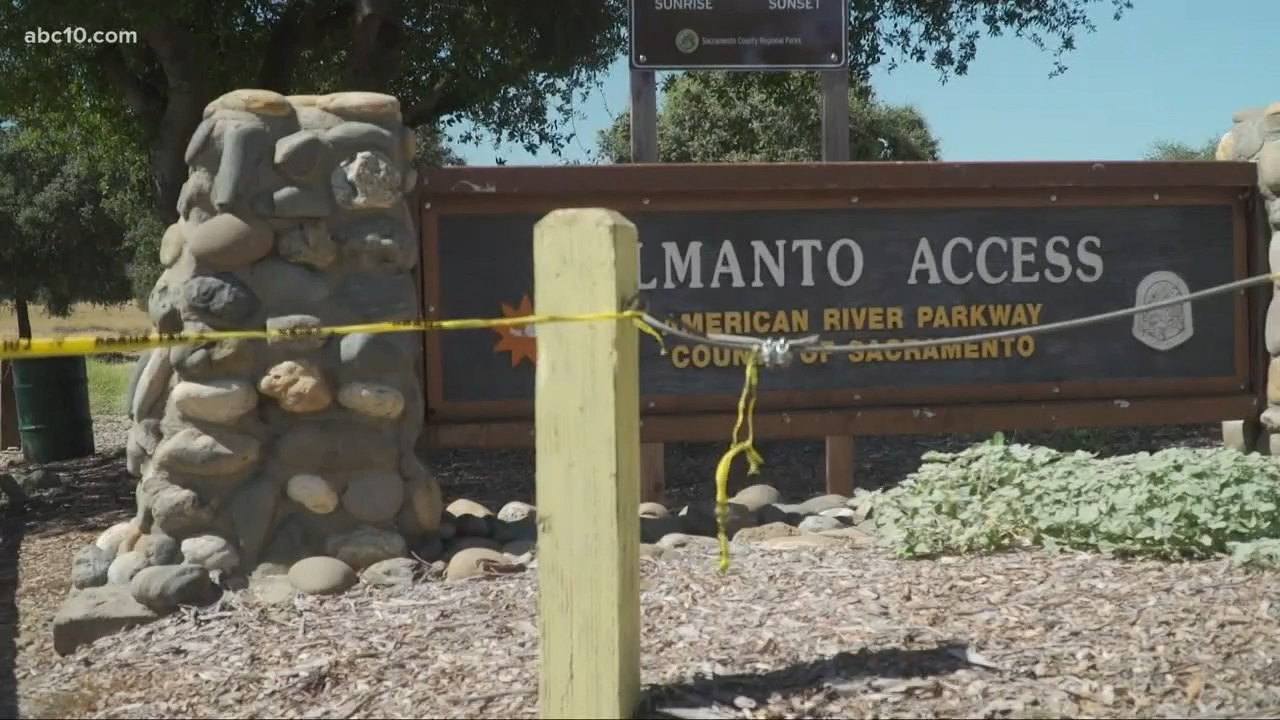 abc10.com
SUNRISE SUNSET
Sacramento County Regional Parks
LMANTO ACCESS
AMERICAN RIVER PARKWAY
COUNTY OF SACRAMENTO